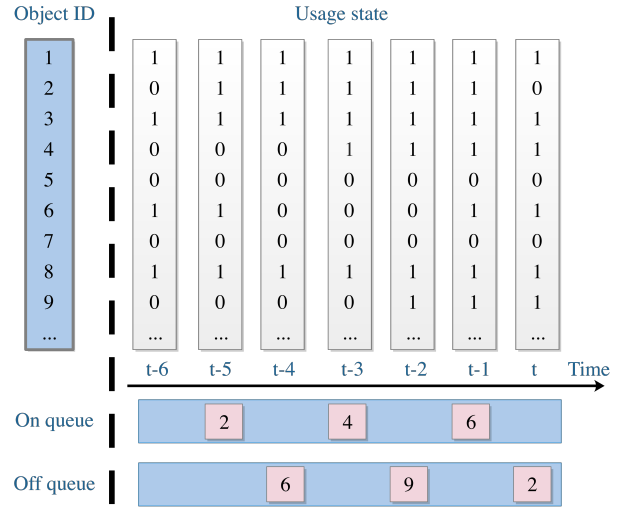 Object ID Usage state
1 1 1 1 1 1 1 1
2 0 1 1 1 1 1 0
3 1 1 1 1 1 1 1
4 0 0 0 1 1 1 1
5 0 0 0 0 0 0 0
6 1 1 0 0 0 1 1
7 0 0 0 0 0 0 0
8 1 1 1 1 1 1 1
9 0 0 0 0 1 1 1
... ... ... ... ... ... ... ...
t-6 t-5 t-4 t-3 t-2 t-1 t Time
On queue 2 4 6
Off queue 6 9 2